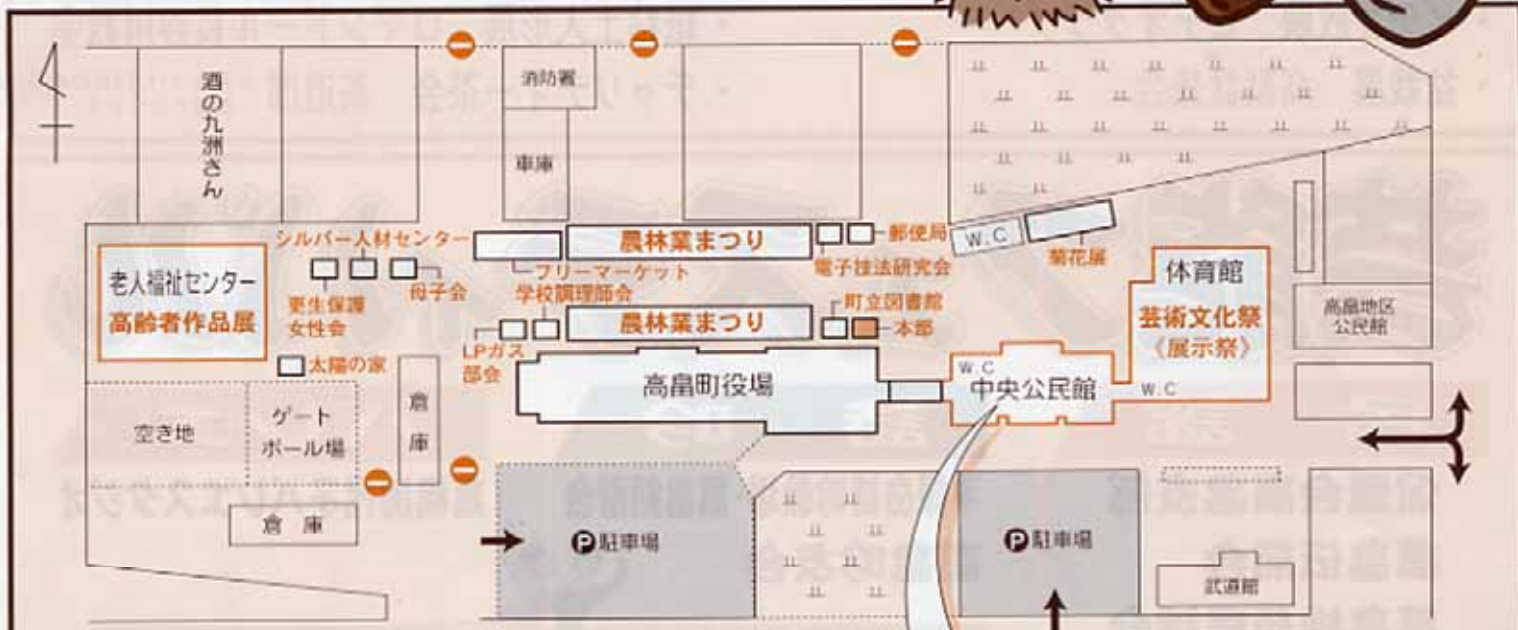 酒の九洲さん
消防署
車庫
シルバー人材センター
農林業まつり
郵便局
W.C
菊花展
体育館
芸術文化祭
《展示祭》
W.C
老人福祉センター
高齢者作品展
更生保護
女性会
母子会
フリーマーケット
学校調理師会
電子技法研究会
町立図書館
本部
農林業まつり
LPガス
部会
高畠地区
公民館
太陽の家
高畠町役場
W.C
中央公民館
倉庫
空き地
ゲート
ボール場
倉庫
P駐車場
P駐車場
武道館